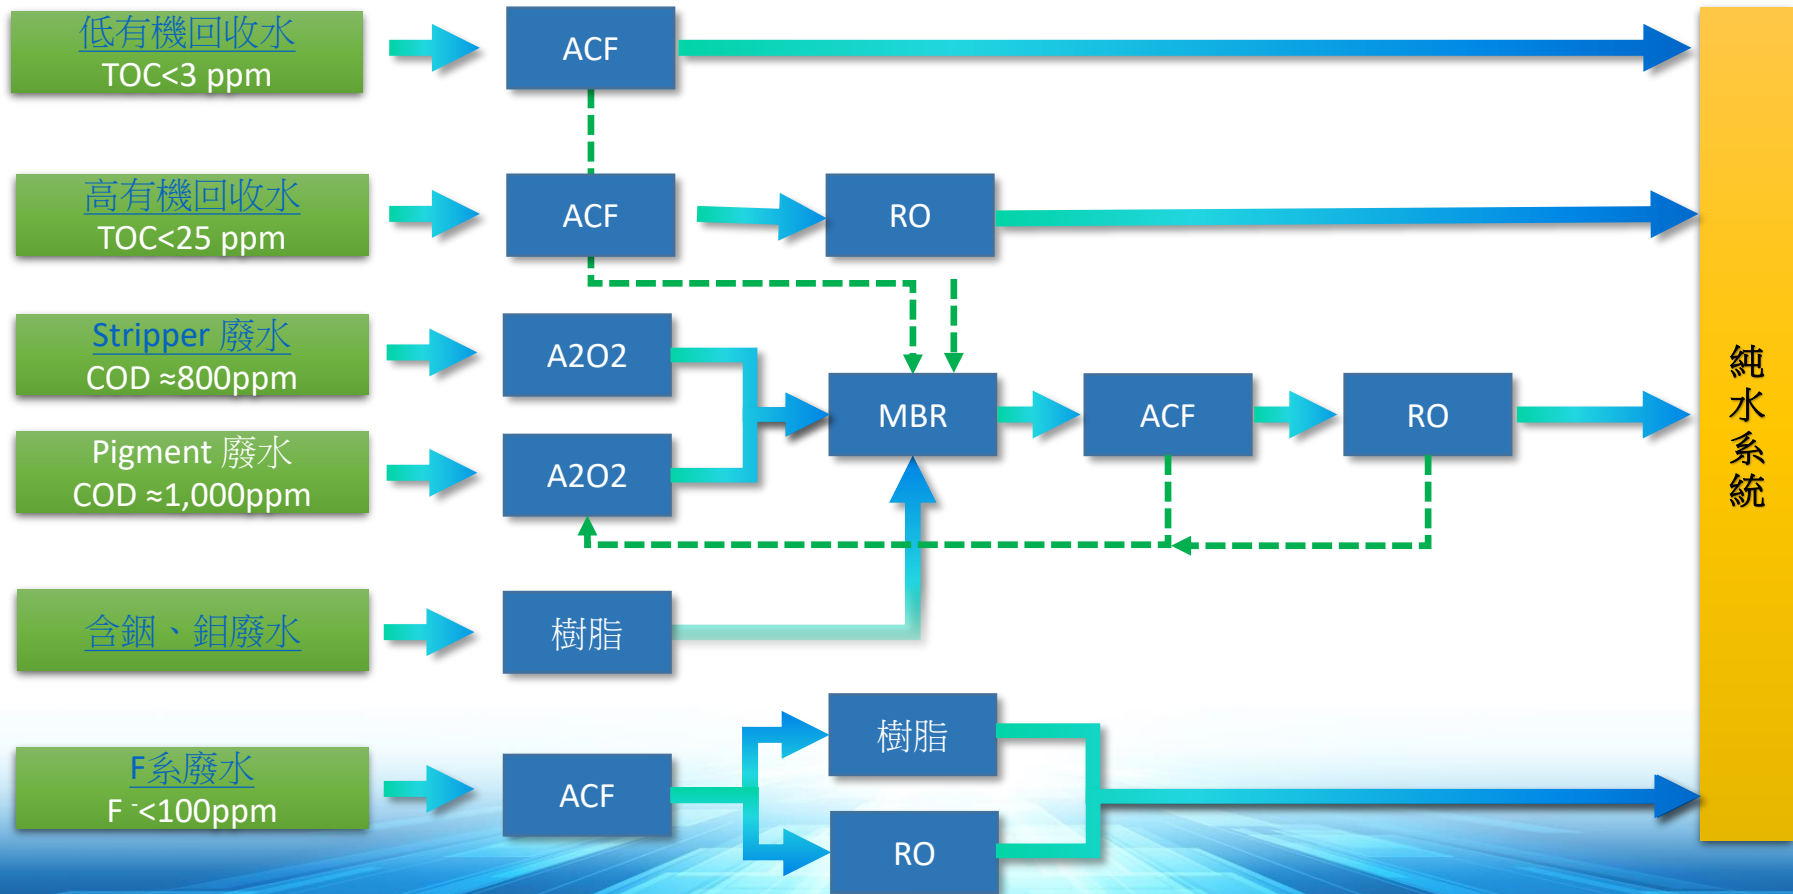 低有機回收水
TOC<3 ppm
ACF
高有機回收水
TOC<25 ppm
ACF
RO
Stripper 廢水
COD ≈800ppm
A2O2
Pigment 廢水
COD ≈1,000ppm
A2O2
MBR
ACF
RO
含銦、鉬廢水
樹脂
F系廢水
F -<100ppm
ACF
樹脂
RO
純水系統